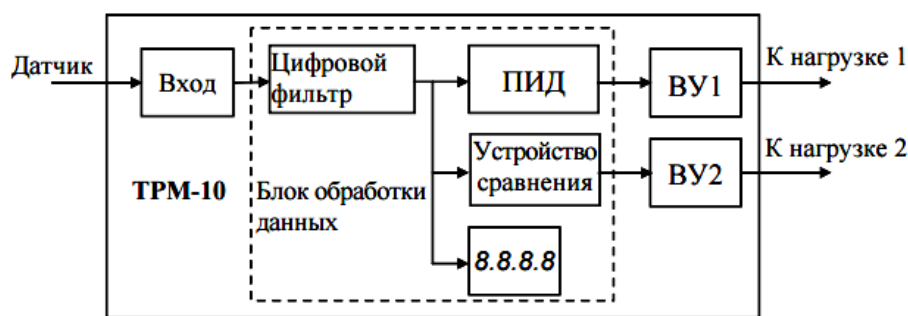 Датчик
Вход
Цифровой
фильтр
ПИД
ВУ1
К нагрузке 1
ТРМ-10
Блок обработки
данных
Устройство
сравнения
ВУ2
К нагрузке 2
8.8.8.8